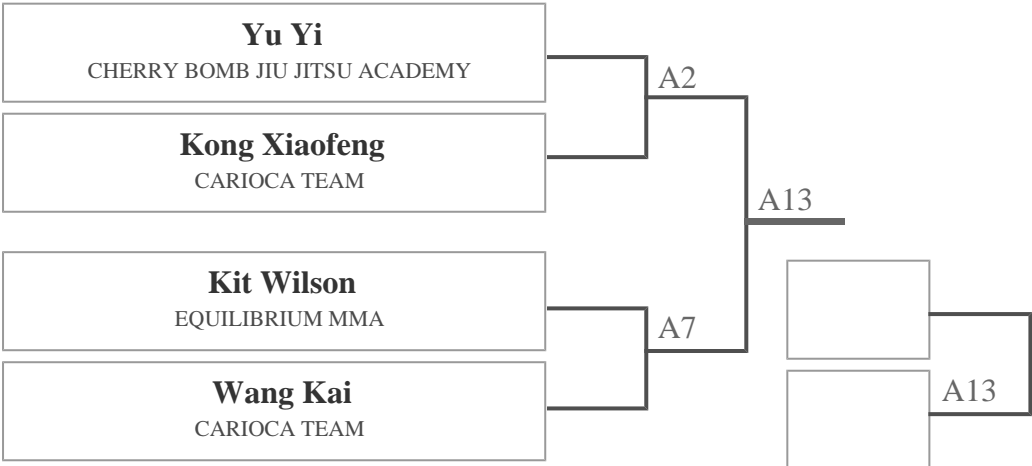 Yu Yi
CHERRY BOMB JIU JITSU ACADEMY
A2
Kong Xiaofeng
CARIOCA TEAM
A13
Kit Wilson
EQUILIBRIUM MMA
A7
Wang Kai
CARIOCA TEAM
A13